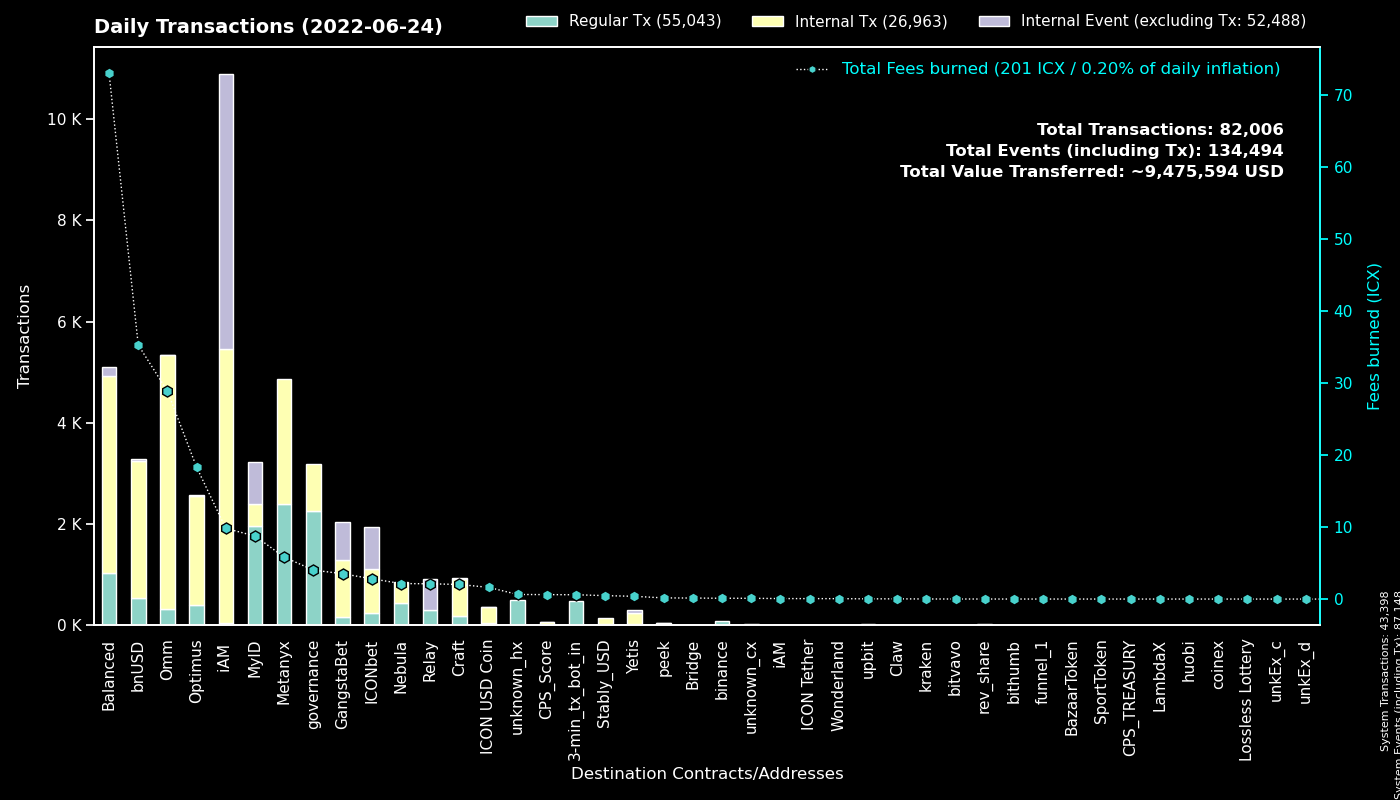 Daily Transactions (2022-06-24)
Regular Tx (55,043)
Internal Tx (26,963)
Internal Event (excluding Tx: 52,488)
Total Fees burned (201 ICX / 0.20% of daily inflation)
Total Transactions: 82,006
Total Events (including Tx): 134,494
Total Value Transferred: ~9,475,594 USD
Transactions
10 K
8 K
6 K
4 K
2 K
0 K
70
60
50
40
30
20
10
0
Fees burned (ICX)
Balanced
bnUSD
Omm
Optimus
iAM
MyID
Metanyx
governance
GangstaBet
ICONbet
Nebula
Relay
Craft
ICON USD Coin
unknown_hx
CPS_Score
3-min_tx_bot_in
Stably_USD
Yetis
peek
Bridge
binance
unknown_cx
iAM
ICON Tether
Wonderland
upbit
Claw
kraken
bitvavo
rev_share
bithumb
funnel_1
BazaarToken
SportToken
CPS_TREASURY
LambdaX
huobi
coinex
Lossless Lottery
unkEx_c
unkEx_d
Destination Contracts/Addresses
System Transactions: 43,398
System Events (including Tx): 87,148